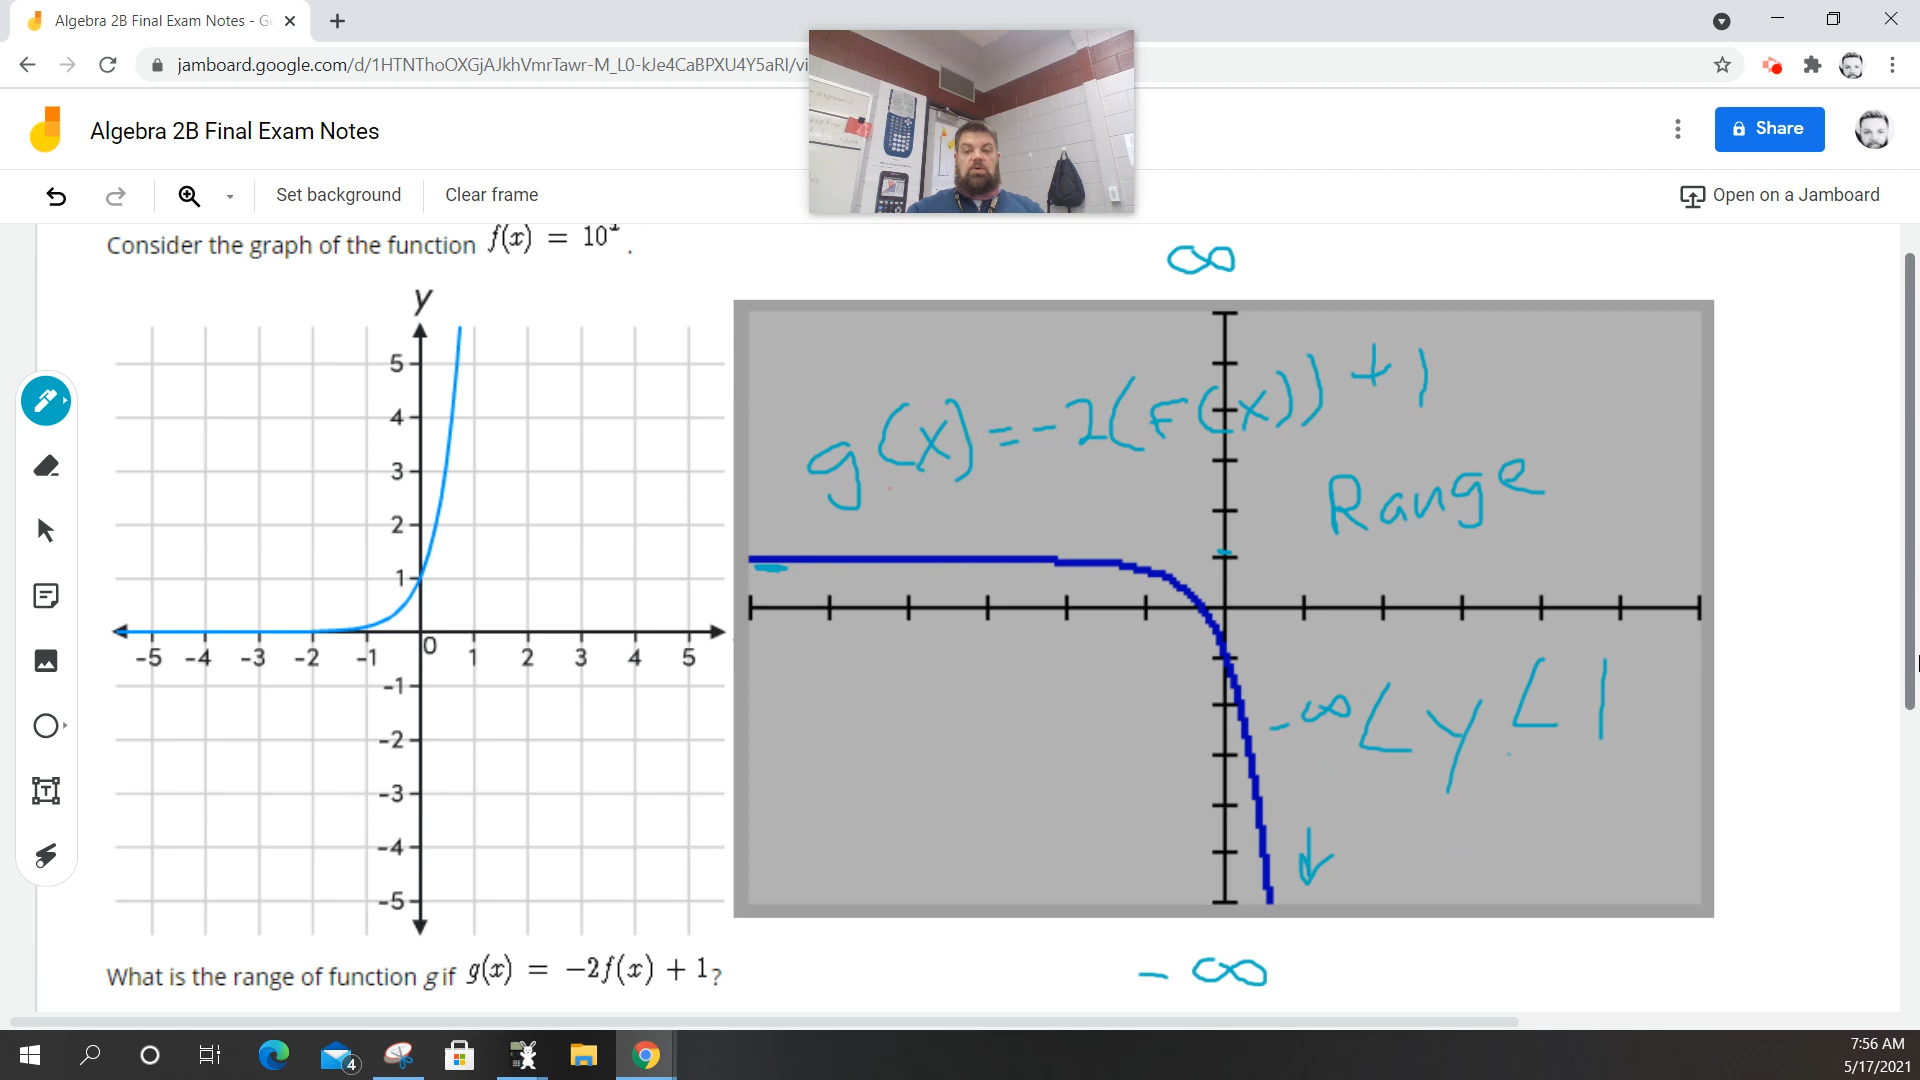 Algebra 2B Final Exam Notes - G
jamboard.google.com/d/1HTNThoOXGjAJkhVmrTawr-M_L0-kJe4CaBPXU4Y5aRI/vi
Algebra 2B Final Exam Notes
Share
Set background
Clear frame
Open on a Jamboard
Consider the graph of the function f(x) = 10ˣ.
∞
y
5
4
3
2
1
0
-5 -4 -3 -2 -1 1 2 3 4 5
-1
-2
-3
-4
-5
g(x) = -2(F(x)) + 1
Range
-∞ < y < 1
What is the range of function g if g(x) = −2f(x) + 1?
- ∞
4
7:56 AM
5/17/2021